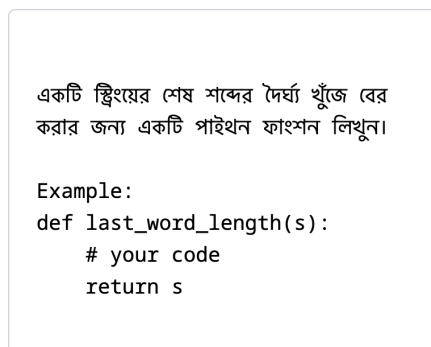 একটি স্ট্রিংয়ের শেষ শব্দের দৈর্ঘ্য খুঁজে বের
করার জন্য একটি পাইথন ফাংশন লিখুন।
Example:
def last_word_length(s):
    # your code
    return s